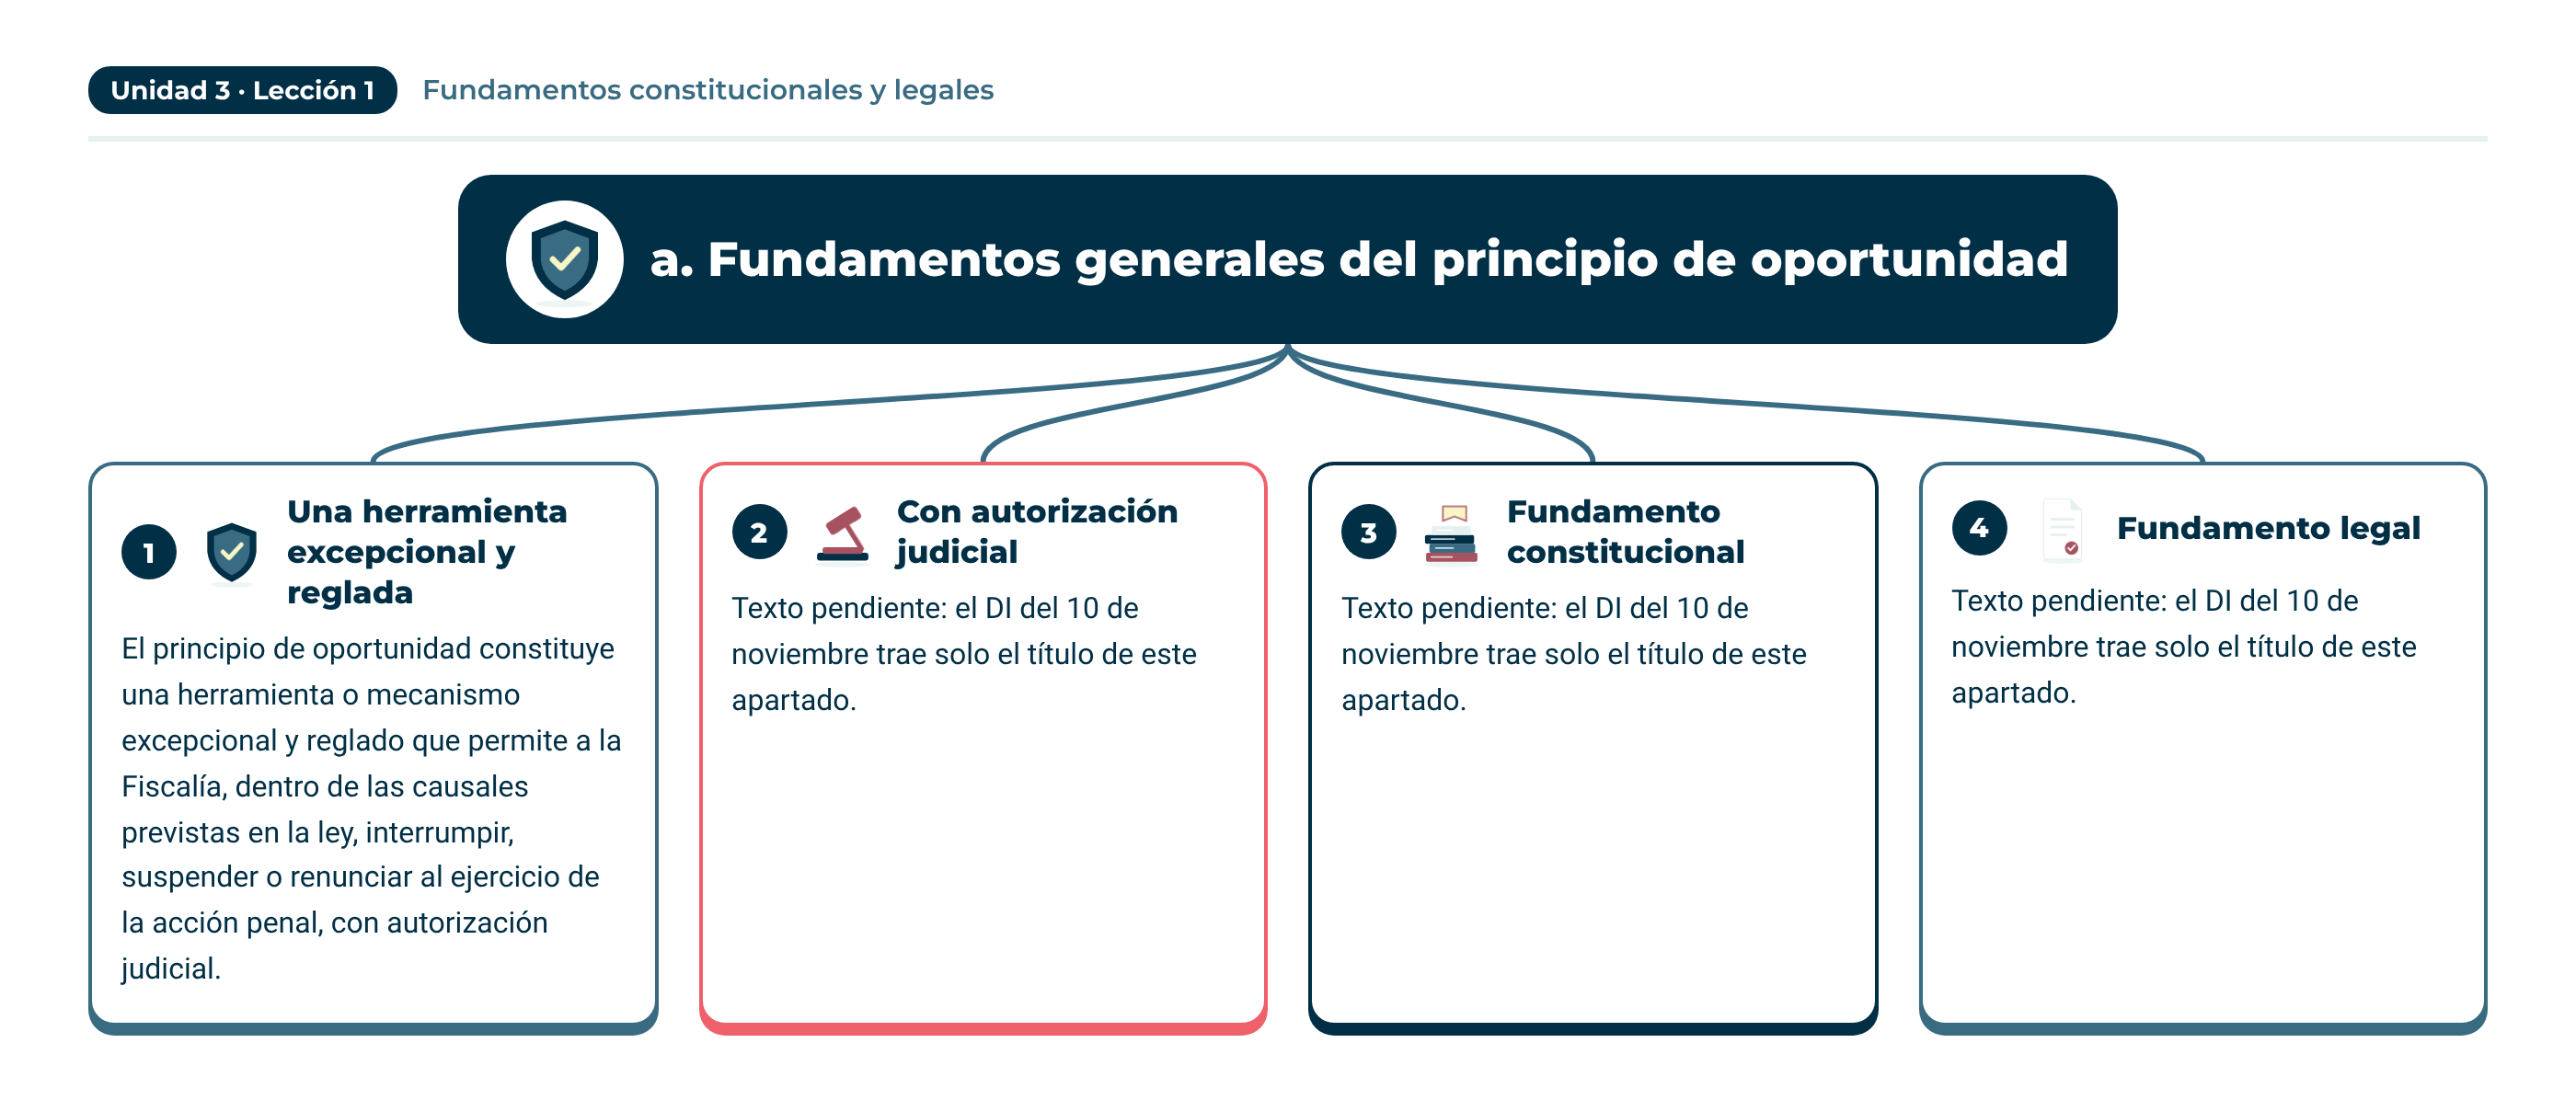 Unidad 3 · Lección 1
Fundamentos constitucionales y legales
a. Fundamentos generales del principio de oportunidad
1
Una herramienta
excepcional y
reglada
El principio de oportunidad constituye
una herramienta o mecanismo
excepcional y reglado que permite a la
Fiscalía, dentro de las causales
previstas en la ley, interrumpir,
suspender o renunciar al ejercicio de
la acción penal, con autorización
judicial.
2
Con autorización
judicial
Texto pendiente: el DI del 10 de
noviembre trae solo el título de este
apartado.
3
Fundamento
constitucional
Texto pendiente: el DI del 10 de
noviembre trae solo el título de este
apartado.
4
Fundamento legal
Texto pendiente: el DI del 10 de
noviembre trae solo el título de este
apartado.